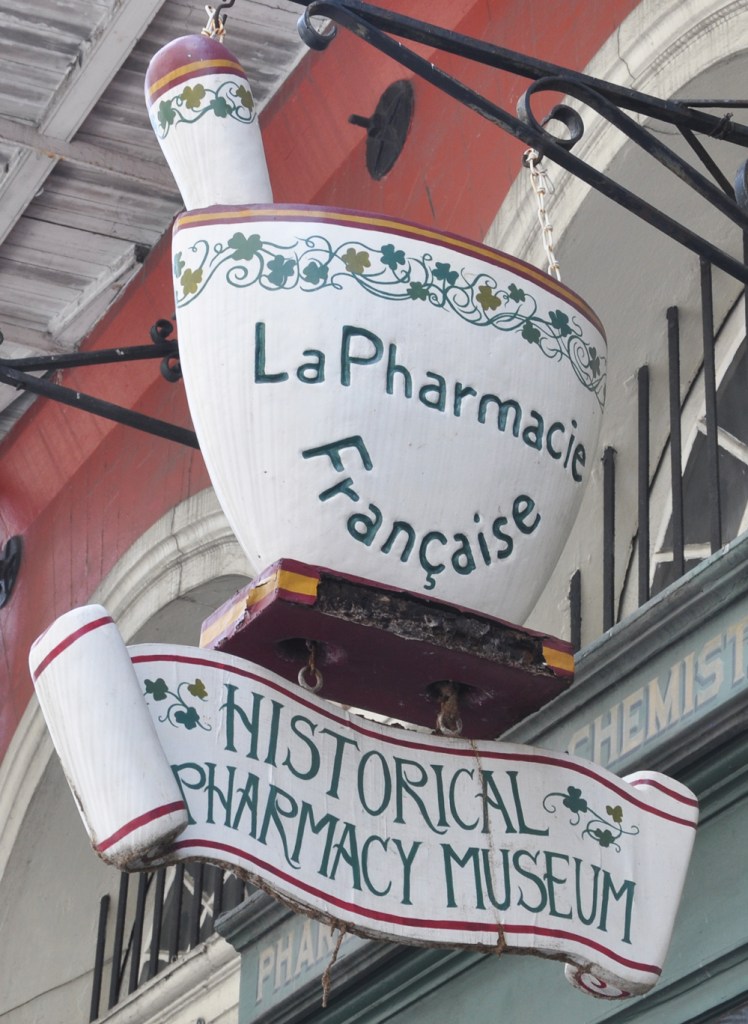 La Pharmacie
Française
HISTORICAL
PHARMACY MUSEUM
CHEMIST